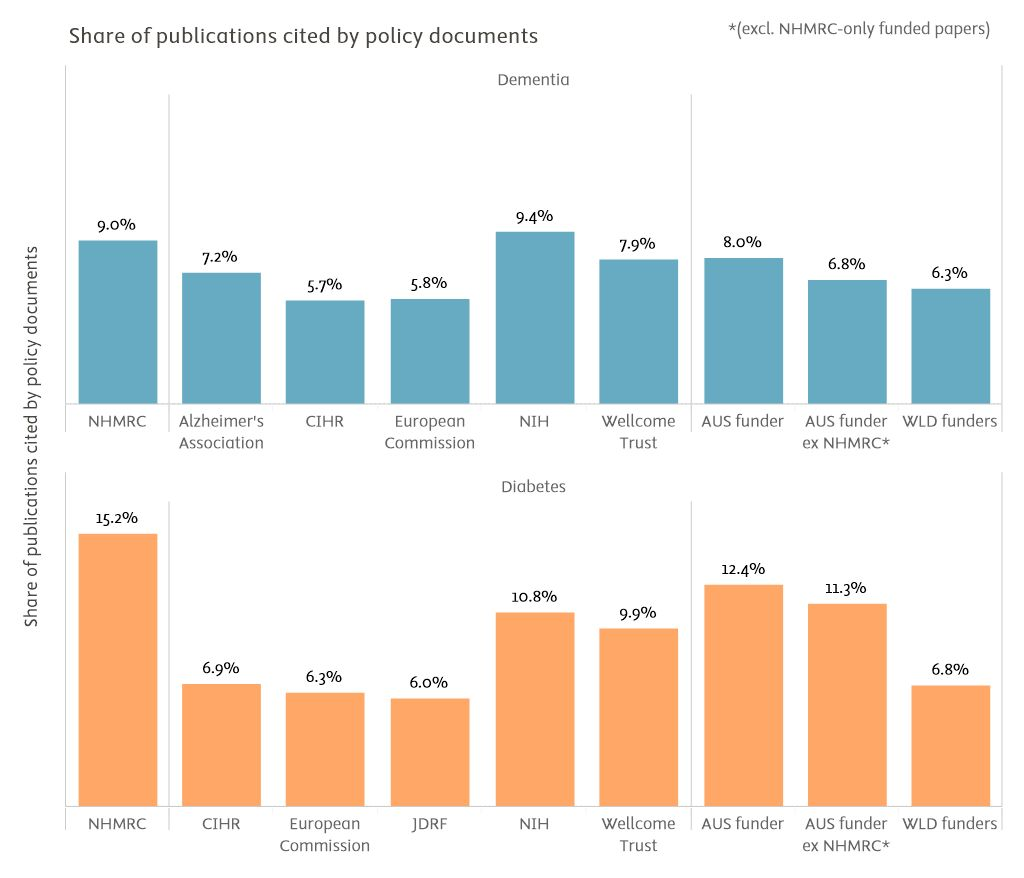 Share of publications cited by policy documents
*(excl. NHMRC-only funded papers)
Share of publications cited by policy documents
Dementia
9.0%
7.2%
5.7%
5.8%
9.4%
7.9%
8.0%
6.8%
6.3%
NHMRC
Alzheimer's
Association
CIHR
European
Commission
NIH
Wellcome
Trust
AUS funder
AUS funder
ex NHMRC*
WLD funders
Diabetes
15.2%
6.9%
6.3%
6.0%
10.8%
9.9%
12.4%
11.3%
6.8%
NHMRC
CIHR
European
Commission
JDRF
NIH
Wellcome
Trust
AUS funder
AUS funder
ex NHMRC*
WLD funders